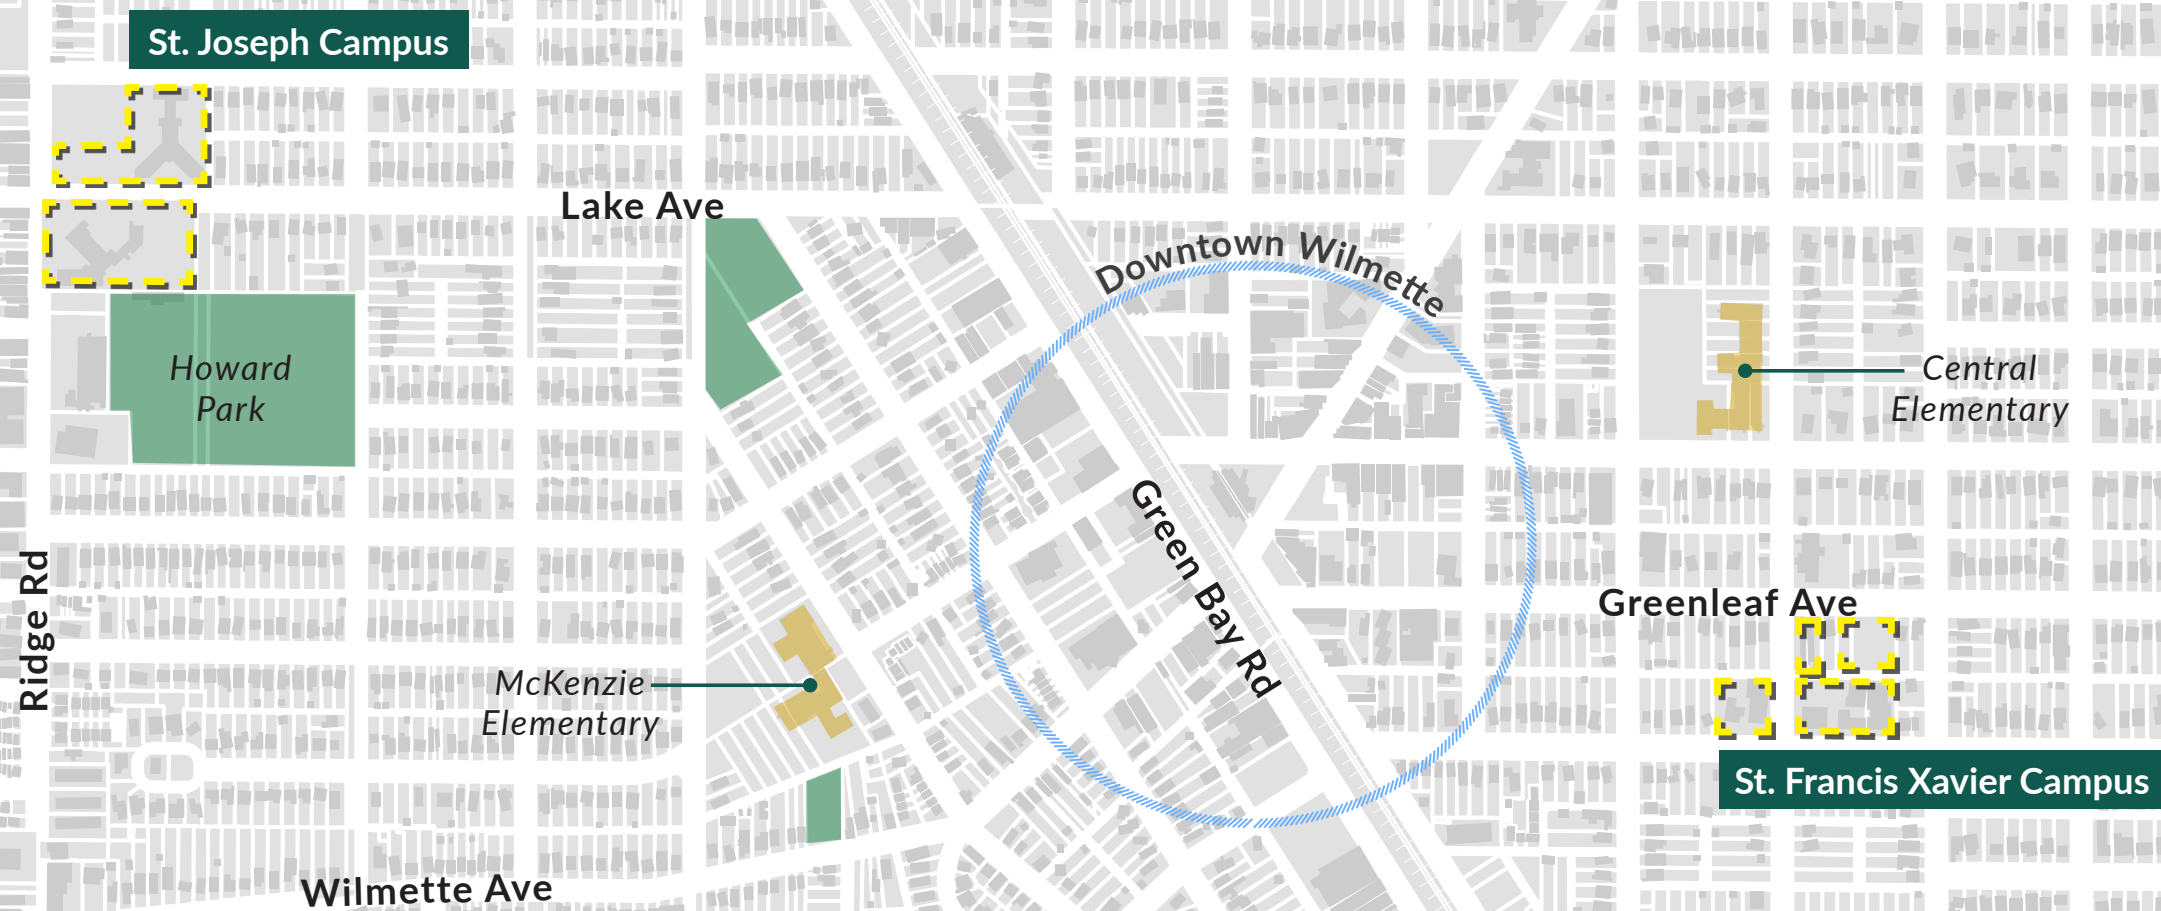 St. Joseph Campus
Lake Ave
Downtown Wilmette
Howard
Park
Central
Elementary
Green Bay Rd
Ridge Rd
Greenleaf Ave
McKenzie
Elementary
St. Francis Xavier Campus
Wilmette Ave